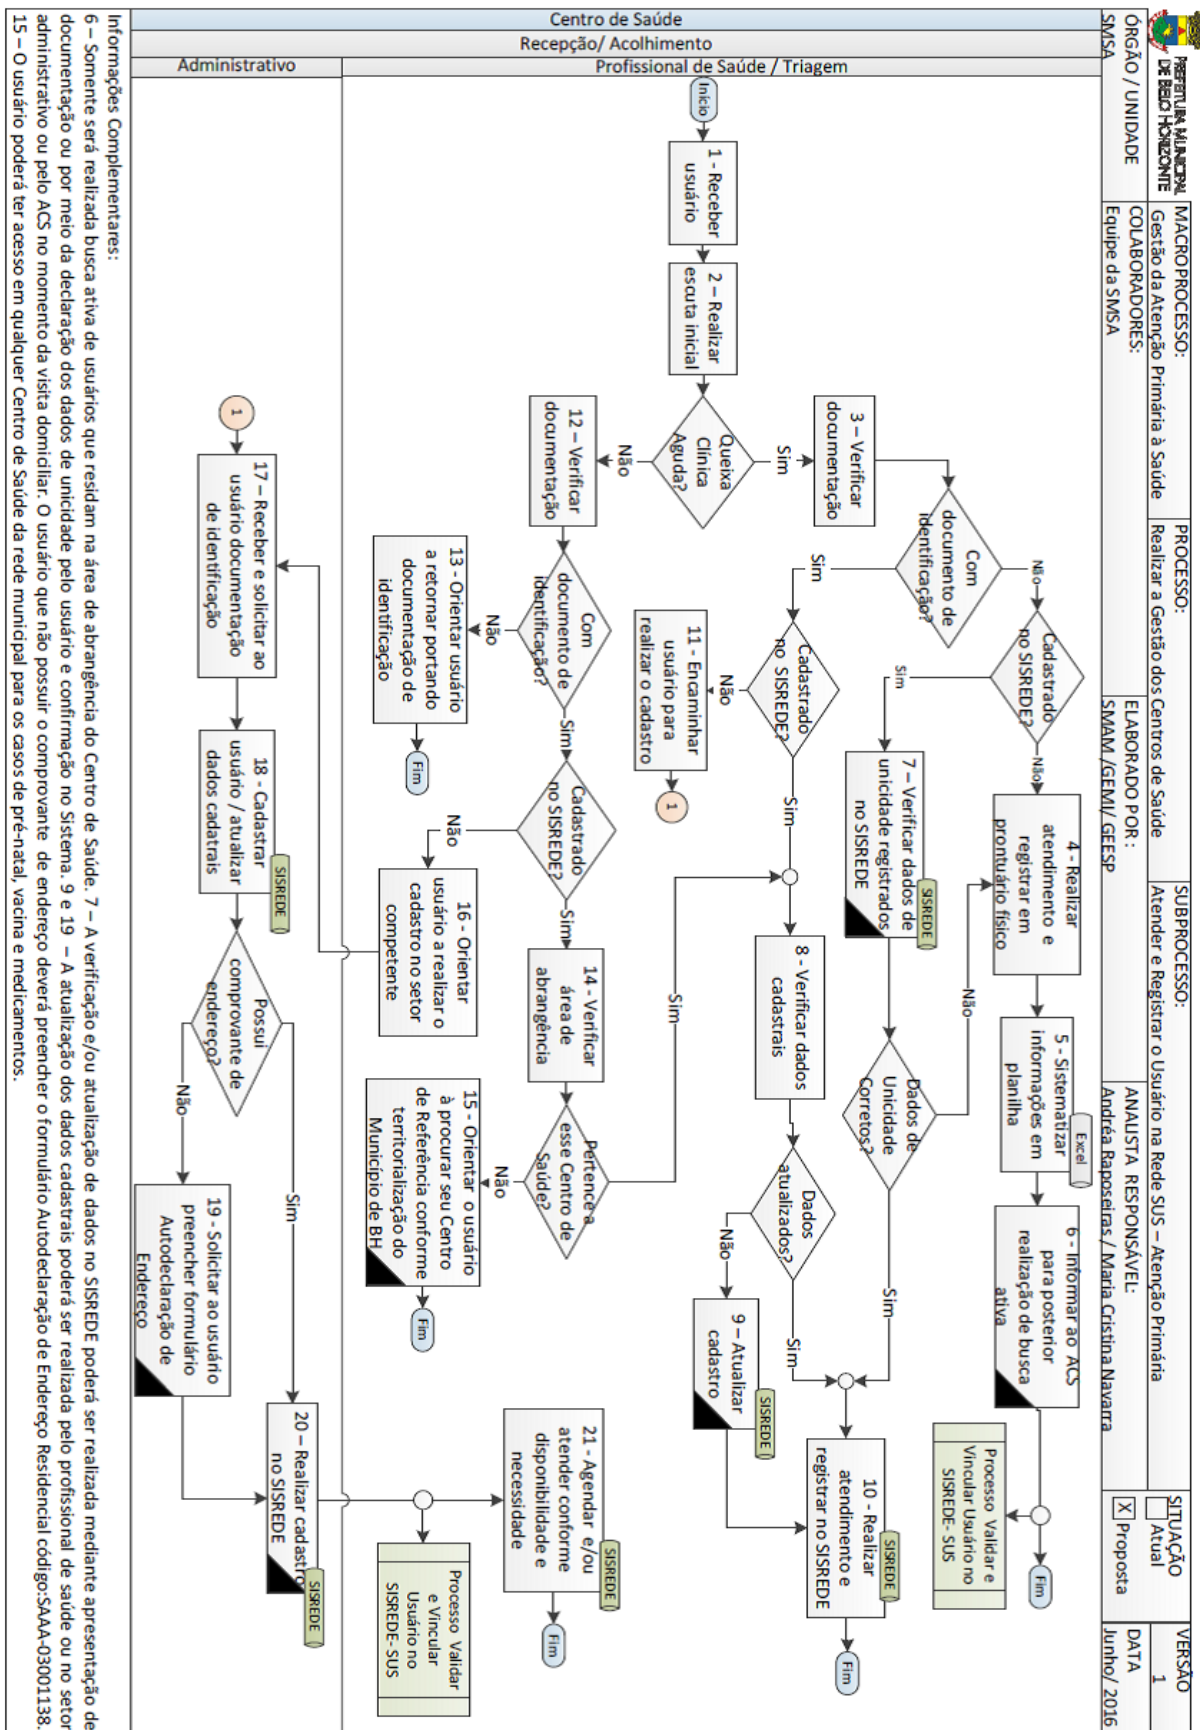 PREFEITURA MUNICIPAL
DE BELO HORIZONTE
MACROPROCESSO:
Gestão da Atenção Primária à Saúde
PROCESSO:
Realizar a Gestão dos Centros de Saúde
SUBPROCESSO:
Atender e Registrar o Usuário na Rede SUS – Atenção Primária
VERSÃO
1
ÓRGÃO / UNIDADE
SMSA
COLABORADORES:
Equipe da SMSA
ELABORADO POR :
SMAM /GEMI/ GEESP
ANALISTA RESPONSÁVEL:
Andréa Raposeiras / Maria Cristina Navarra
SITUAÇÃO
Atual
X Proposta
DATA
Junho/ 2016
Centro de Saúde
Recepção/ Acolhimento
Profissional de Saúde / Triagem
Administrativo
Início
1 - Receber
usuário
2 – Realizar
escuta inicial
Queixa
Clínica
Aguda?
Sim
Não
3 – Verificar
documentação
Com
documento de
identificação?
Não
Sim
Cadastrado
no SISREDE?
Não
Sim
4 - Realizar
atendimento e
registrar em
prontuário físico
5 - Sistematizar
informações em
planilha
Excel
6 - Informar ao ACS
para posterior
realização de busca
ativa
Fim
Processo Validar e
Vincular Usuário no
SISREDE- SUS
7 – Verificar dados de
unicidade registrados
no SISREDE
SISREDE
Dados de
Unicidade
Corretos?
Não
Sim
Cadastrado
no SISREDE?
Sim
Não
8 - Verificar dados
cadastrais
Dados
atualizados?
Sim
Não
9 – Atualizar
cadastro
SISREDE
10 - Realizar
atendimento e
registrar no SISREDE
SISREDE
Fim
11 - Encaminhar
usuário para
realizar o cadastro
1
12 – Verificar
documentação
Com
documento de
identificação?
Sim
Não
13 - Orientar usuário
a retornar portando
documentação de
identificação
Fim
Cadastrado
no SISREDE?
Sim
Não
14 - Verificar
área de
abrangência
Pertence a
esse Centro de
Saúde?
Sim
Não
15 - Orientar o usuário
à procurar seu Centro
de Referência conforme
territorialização do
Município de BH
Fim
16 - Orientar
usuário a realizar o
cadastro no setor
competente
1
17 – Receber e solicitar ao
usuário documentação
de identificação
18 - Cadastrar
usuário / atualizar
dados cadatrais
SISREDE
Possui
comprovante de
endereço?
Sim
Não
19 - Solicitar ao usuário
preencher formulário
Autodeclaração de
Endereço
20 – Realizar cadastro
no SISREDE
SISREDE
21 - Agendar e/ou
atender conforme
disponibilidade e
necessidade
SISREDE
Fim
Processo Validar
e Vincular
Usuário no
SISREDE- SUS
Informações Complementares:
6 – Somente será realizada busca ativa de usuários que residam na área de abrangência do Centro de Saúde. 7 – A verificação e/ou atualização de dados no SISREDE poderá ser realizada mediante apresentação de
documentação ou por meio da declaração dos dados de unicidade pelo usuário e confirmação no Sistema. 9 e 19 – A atualização dos dados cadastrais poderá ser realizada pelo profissional de saúde ou no setor
administrativo ou pelo ACS no momento da visita domiciliar. O usuário que não possuir o comprovante de endereço deverá preencher o formulário Autodeclaração de Endereço Residencial código:SAAA-03001138.
15 – O usuário poderá ter acesso em qualquer Centro de Saúde da rede municipal para os casos de pré-natal, vacina e medicamentos.